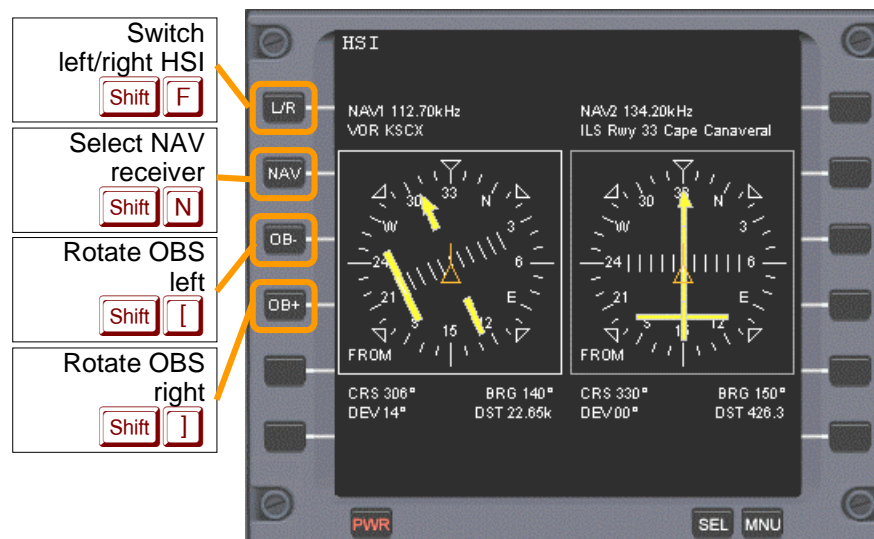 Switch
left/right HSI
Shift F
Select NAV
receiver
Shift N
Rotate OBS
left
Shift [
Rotate OBS
right
Shift ]
HSI
L/R
NAV
OB-
OB+
NAV1 112.70kHz
VOR KSCX
33
N
3
6
E
12
15
S
21
24
W
30
FROM
CRS 306° BRG 140°
DEV 14° DST 22.65k
NAV2 134.20kHz
ILS Rwy 33 Cape Canaveral
33
N
3
6
E
12
15
S
21
24
W
30
FROM
CRS 330° BRG 150°
DEV 00° DST 426.3
PWR
SEL
MNU